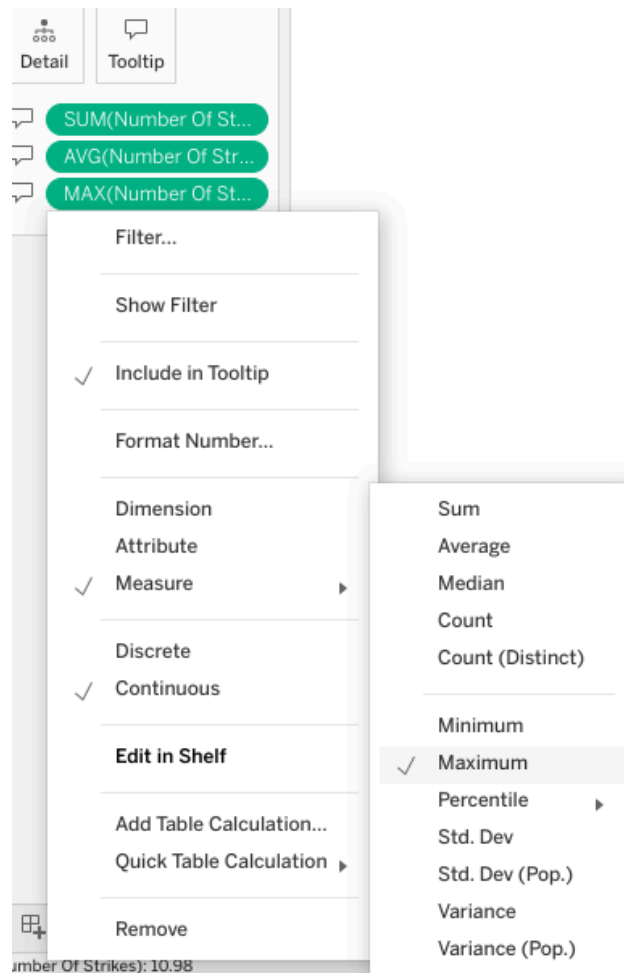 Detail
Tooltip
SUM(Number Of St...
AVG(Number Of Str...
MAX(Number Of St...
Filter...
Show Filter
Include in Tooltip
Format Number...
Dimension
Attribute
Measure
Discrete
Continuous
Edit in Shelf
Add Table Calculation...
Quick Table Calculation
Remove
Sum
Average
Median
Count
Count (Distinct)
Minimum
Maximum
Percentile
Std. Dev
Std. Dev (Pop.)
Variance
Variance (Pop.)
umber Of Strikes): 10.98